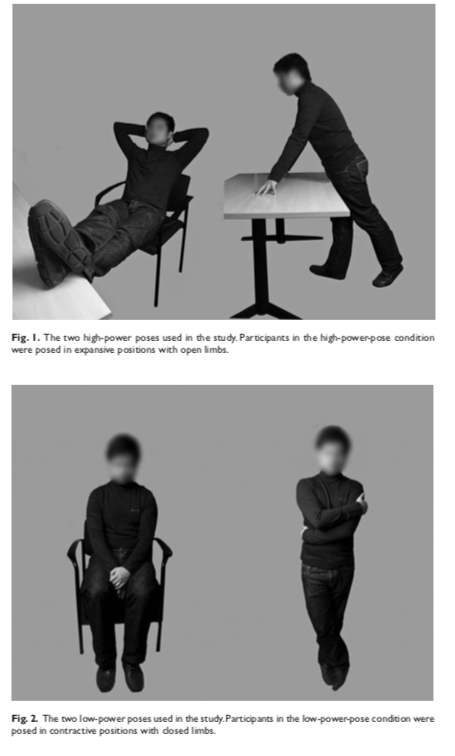 Fig. 1. The two high-power poses used in the study. Participants in the high-power-pose condition
were posed in expansive positions with open limbs.
Fig. 2. The two low-power poses used in the study. Participants in the low-power-pose condition were
posed in contractive positions with closed limbs.